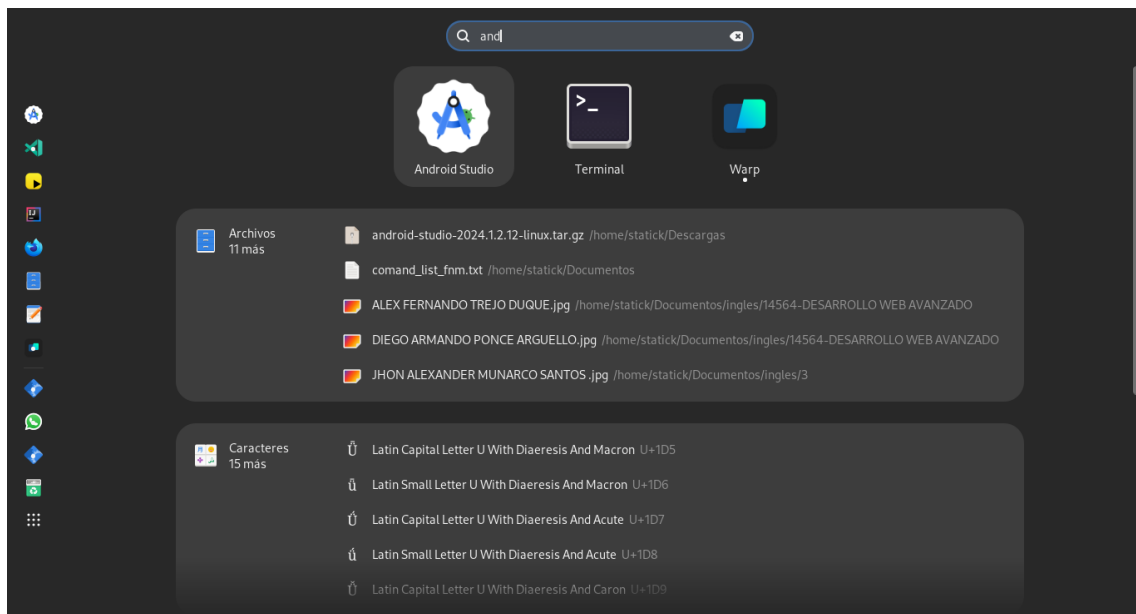 and
Android Studio
Terminal
Warp
Archivos
11 más
android-studio-2024.1.2.12-linux.tar.gz /home/statick/Descargas
comand_list_fnm.txt /home/statick/Documentos
ALEX FERNANDO TREJO DUQUE.jpg /home/statick/Documentos/ingles/14564-DESARROLLO WEB AVANZADO
DIEGO ARMANDO PONCE ARGUELLO.jpg /home/statick/Documentos/ingles/14564-DESARROLLO WEB AVANZADO
JHON ALEXANDER MUNARCO SANTOS .jpg /home/statick/Documentos/ingles/3
Caracteres
15 más
Ǖ Latin Capital Letter U With Diaeresis And Macron U+1D5
ǖ Latin Small Letter U With Diaeresis And Macron U+1D6
Ǘ Latin Capital Letter U With Diaeresis And Acute U+1D7
ǘ Latin Small Letter U With Diaeresis And Acute U+1D8
Ǚ Latin Capital Letter U With Diaeresis And Caron U+1D9